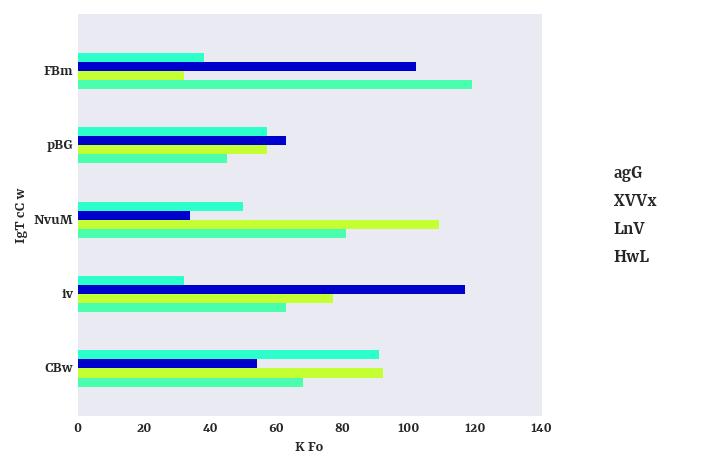 FBm
pBG
NvuM
iv
CBw
IgT cC w
0 20 40 60 80 100 120 140
K Fo
agG
XVVx
LnV
HwL